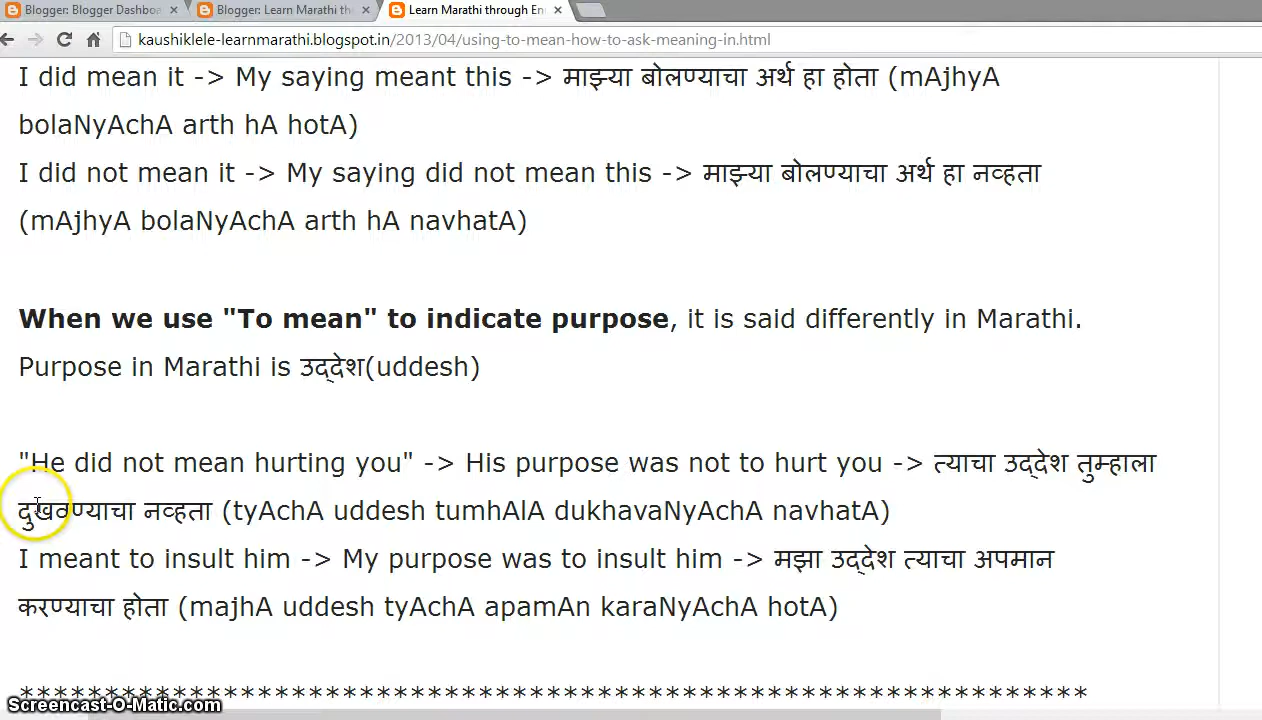 Blogger: Blogger Dashboa
Blogger: Learn Marathi th
Learn Marathi through En
kaushiklele-learnmarathi.blogspot.in/2013/04/using-to-mean-how-to-ask-meaning-in.html
I did mean it -> My saying meant this -> माझ्या बोलण्याचा अर्थ हा होता (mAjhyA
bolaNyAchA arth hA hotA)
I did not mean it -> My saying did not mean this -> माझ्या बोलण्याचा अर्थ हा नव्हता
(mAjhyA bolaNyAchA arth hA navhatA)
When we use "To mean" to indicate purpose, it is said differently in Marathi.
Purpose in Marathi is उद्देश(uddesh)
"He did not mean hurting you" -> His purpose was not to hurt you -> त्याचा उद्देश तुम्हाला
दुखवण्याचा नव्हता (tyAchA uddesh tumhAlA dukhavaNyAchA navhatA)
I meant to insult him -> My purpose was to insult him -> मझा उद्देश त्याचा अपमान
करण्याचा होता (majhA uddesh tyAchA apamAn karaNyAchA hotA)
****************************************************************
Screencast-O-Matic.com